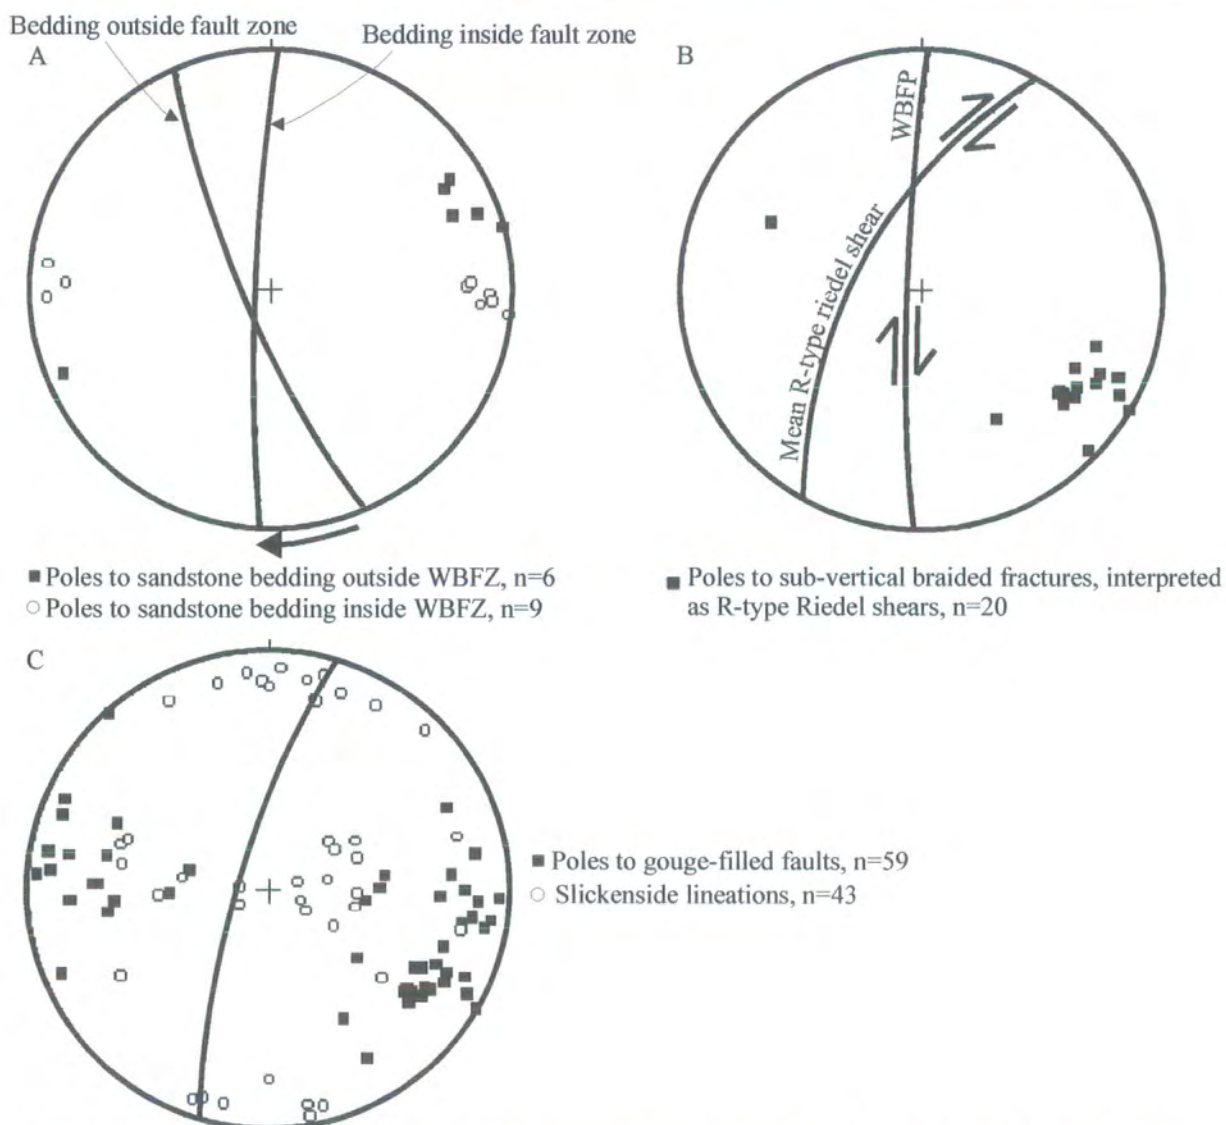 Bedding outside fault zone
Bedding inside fault zone
A
B
WBFP
Mean R-type riedel shear
■ Poles to sandstone bedding outside WBFZ, n=6
○ Poles to sandstone bedding inside WBFZ, n=9
■ Poles to sub-vertical braided fractures, interpreted
as R-type Riedel shears, n=20
C
■ Poles to gouge-filled faults, n=59
○ Slickenside lineations, n=43